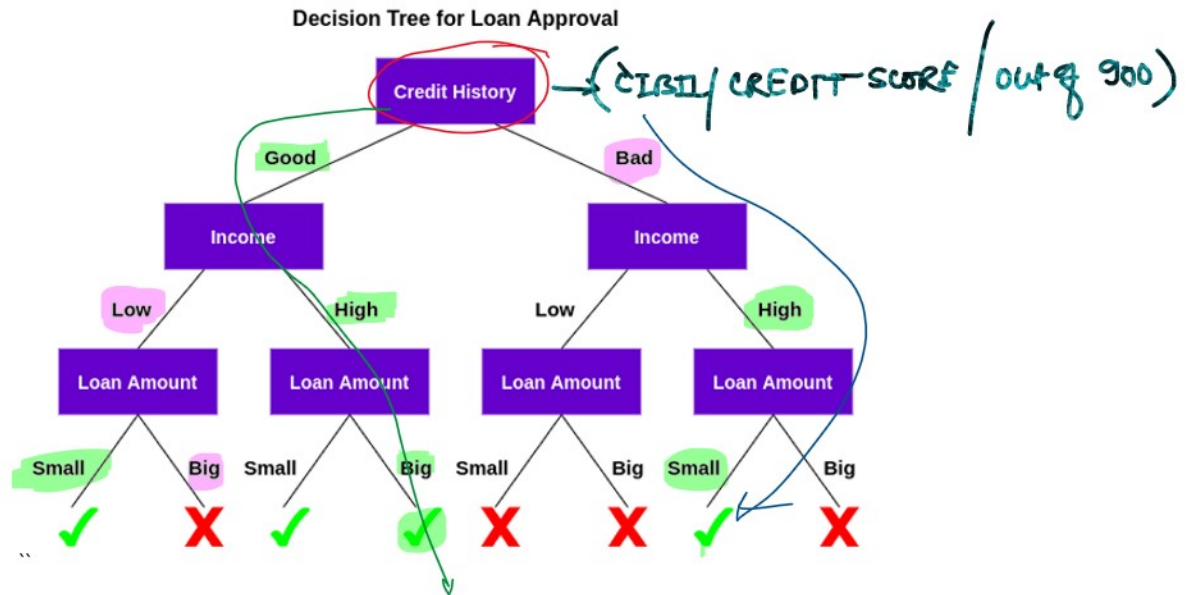 Decision Tree for Loan Approval
Credit History
(CIBIL/CREDIT-SCORE/out of 900)
Good
Bad
Income
Income
Low
High
Low
High
Loan Amount
Loan Amount
Loan Amount
Loan Amount
Small
Big
Small
Big
Small
Big
Small
Big
``